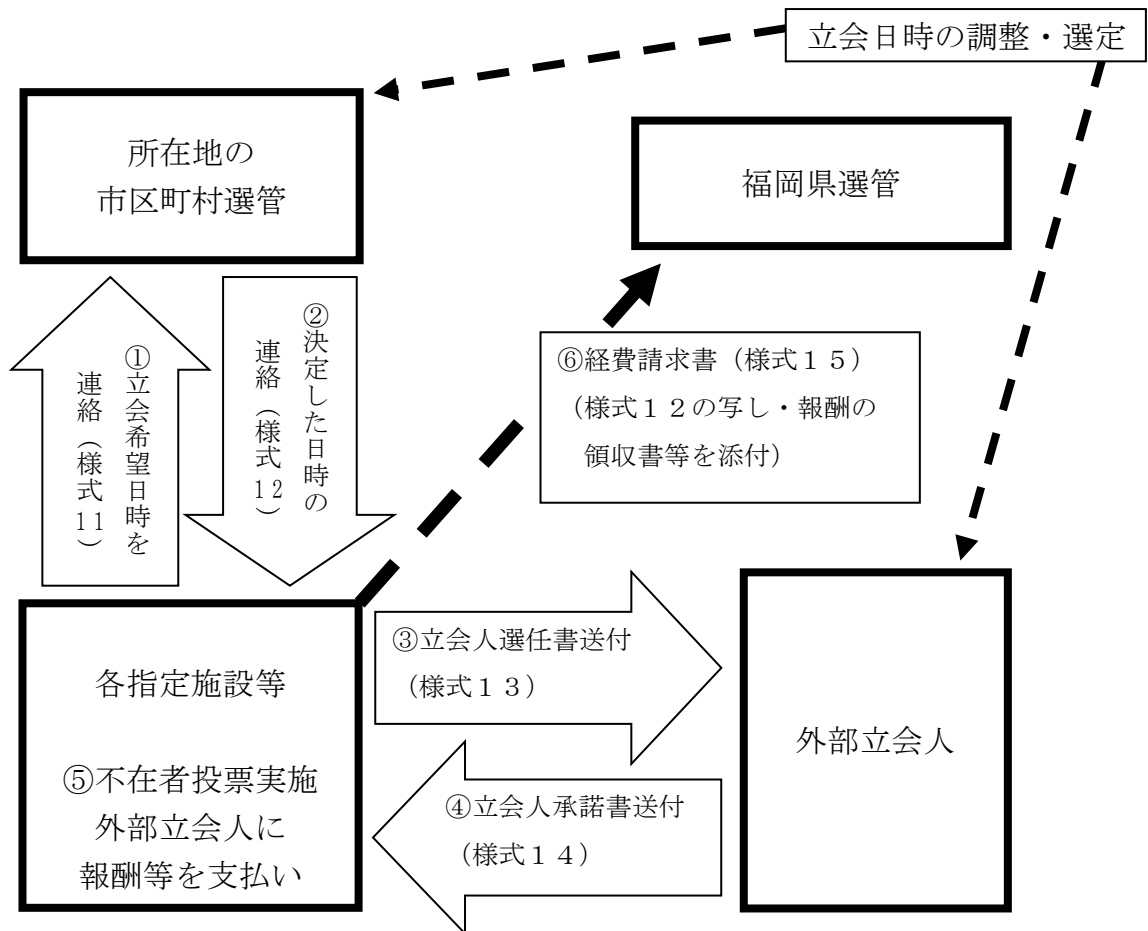 立会日時の調整・選定
所在地の
市区町村選管
福岡県選管
①立会希望日時を
連絡（様式11）
②決定した日時の
連絡（様式12）
⑥経費請求書（様式１５）
（様式１２の写し・報酬の
領収書等を添付）
各指定施設等
⑤不在者投票実施
外部立会人に
報酬等を支払い
③立会人選任書送付
（様式１３）
④立会人承諾書送付
（様式１４）
外部立会人